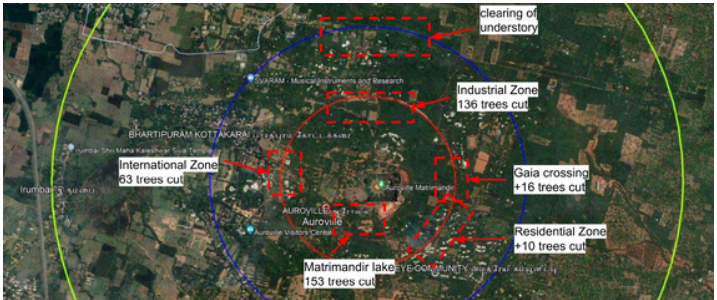 clearing of
understory
SVARAM - Musical Instruments and Research
Industrial Zone
136 trees cut
BHARTIPURAM KOTTAKARAI
Irumbai Shri Maha Kaleshwar Siva Temple
International Zone
63 trees cut
Irumbai
Auroville Matrimandir
Gaia crossing
+16 trees cut
AUROVILLE
Auroville
Auroville Visitors Centre
Residential Zone
+10 trees cut
Matrimandir lake
153 trees cut
EYE COMMUNITY